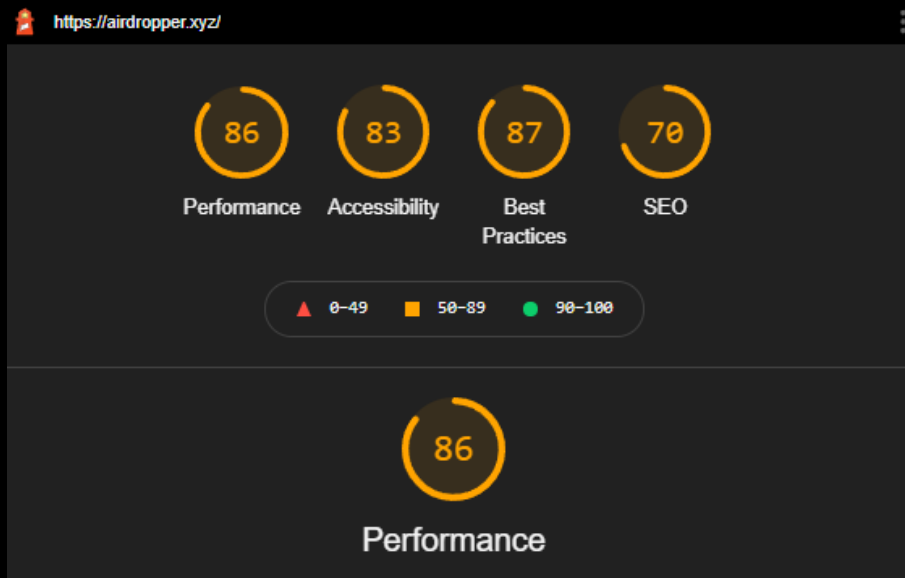 https://airdropper.xyz/
86 83 87 70
Performance Accessibility Best Practices SEO
0-49 50-89 90-100
86
Performance